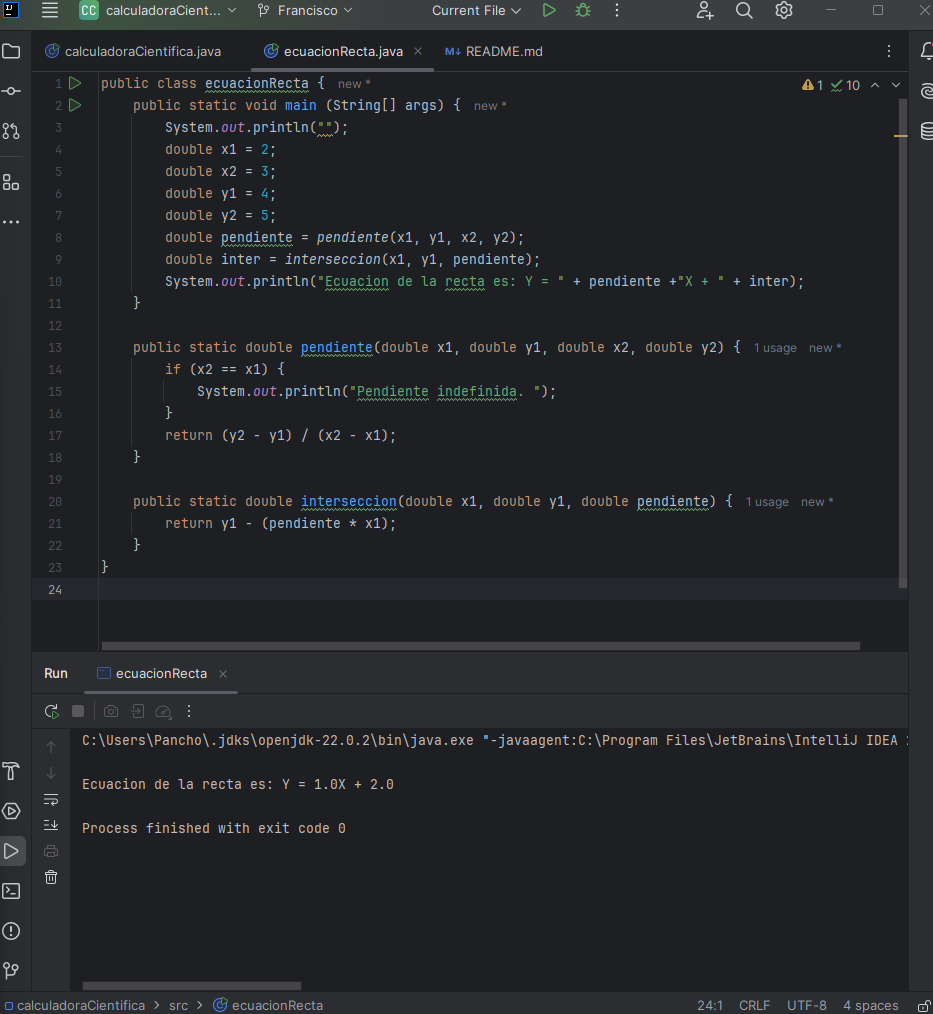 CC calculadoraCient... Francisco Current File
calculadoraCientifica.java ecuacionRecta.java × M↓ README.md
1 public class ecuacionRecta { new *
2 public static void main (String[] args) { new *
3 System.out.println("");
4 double x1 = 2;
5 double x2 = 3;
6 double y1 = 4;
7 double y2 = 5;
8 double pendiente = pendiente(x1, y1, x2, y2);
9 double inter = interseccion(x1, y1, pendiente);
10 System.out.println("Ecuacion de la recta es: Y = " + pendiente +"X + " + inter);
11 }
12
13 public static double pendiente(double x1, double y1, double x2, double y2) { 1 usage new *
14 if (x2 == x1) {
15 System.out.println("Pendiente indefinida. ");
16 }
17 return (y2 - y1) / (x2 - x1);
18 }
19
20 public static double interseccion(double x1, double y1, double pendiente) { 1 usage new *
21 return y1 - (pendiente * x1);
22 }
23 }
24
1 10
Run ecuacionRecta ×
C:\Users\Pancho\.jdks\openjdk-22.0.2\bin\java.exe "-javaagent:C:\Program Files\JetBrains\IntelliJ IDEA
Ecuacion de la recta es: Y = 1.0X + 2.0
Process finished with exit code 0
calculadoraCientifica > src > ecuacionRecta 24:1 CRLF UTF-8 4 spaces